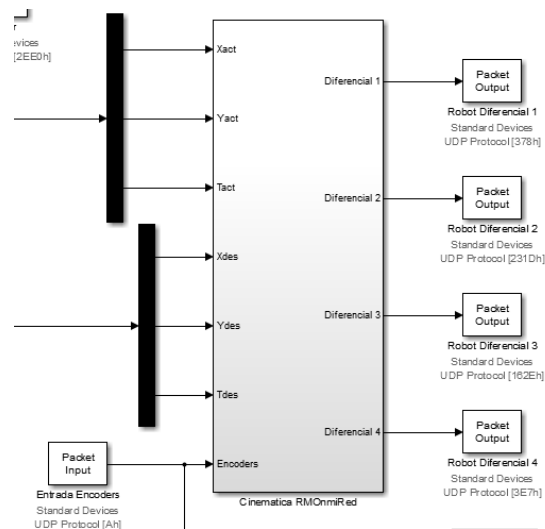 r
evices
[2EE0h]
Xact
Yact
Tact
Xdes
Ydes
Tdes
Encoders
Diferencial 1
Diferencial 2
Diferencial 3
Diferencial 4
Cinematica RMOnmiRed
Packet
Input
Entrada Encoders
Standard Devices
UDP Protocol [Ah]
Packet
Output
Robot Diferencial 1
Standard Devices
UDP Protocol [378h]
Packet
Output
Robot Diferencial 2
Standard Devices
UDP Protocol [231Dh]
Packet
Output
Robot Diferencial 3
Standard Devices
UDP Protocol [162Eh]
Packet
Output
Robot Diferencial 4
Standard Devices
UDP Protocol [3E7h]